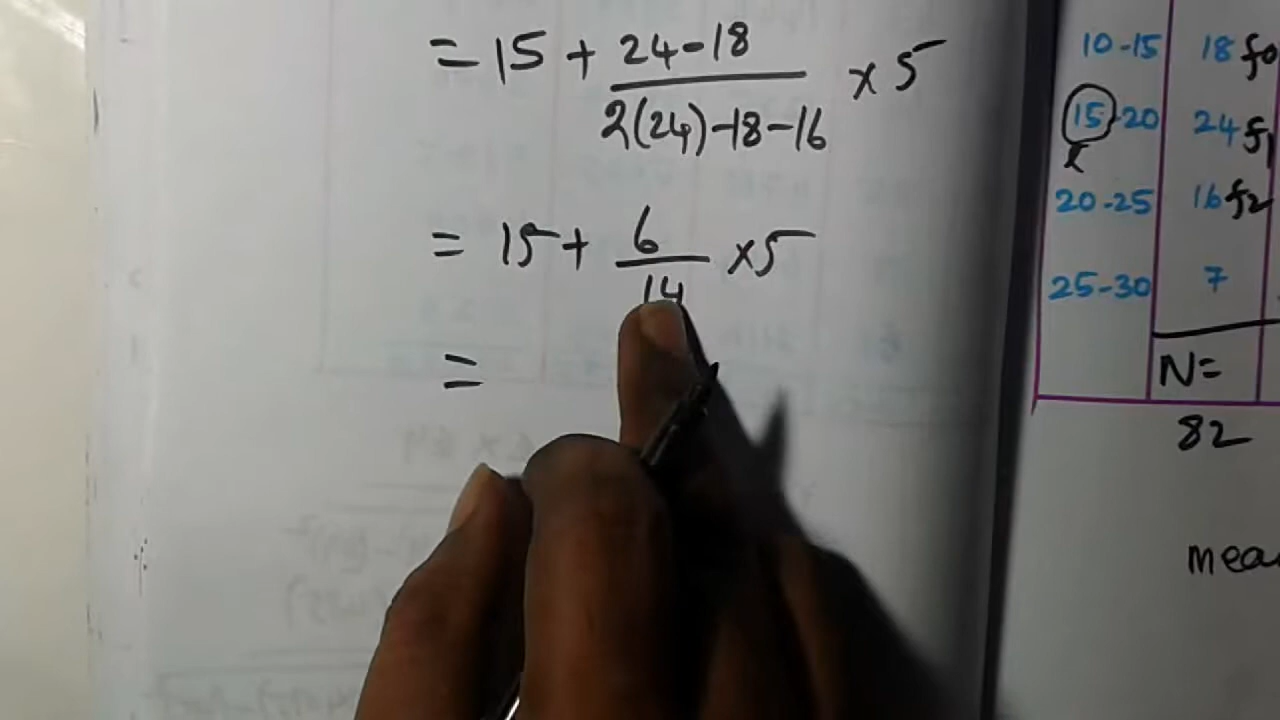 = 15 + 24-18 / 2(24)-18-16 × 5
= 15 + 6 / 14 × 5
=
10-15 18 f0
15-20 24 f1
l
20-25 16 f2
25-30 7
N=
82